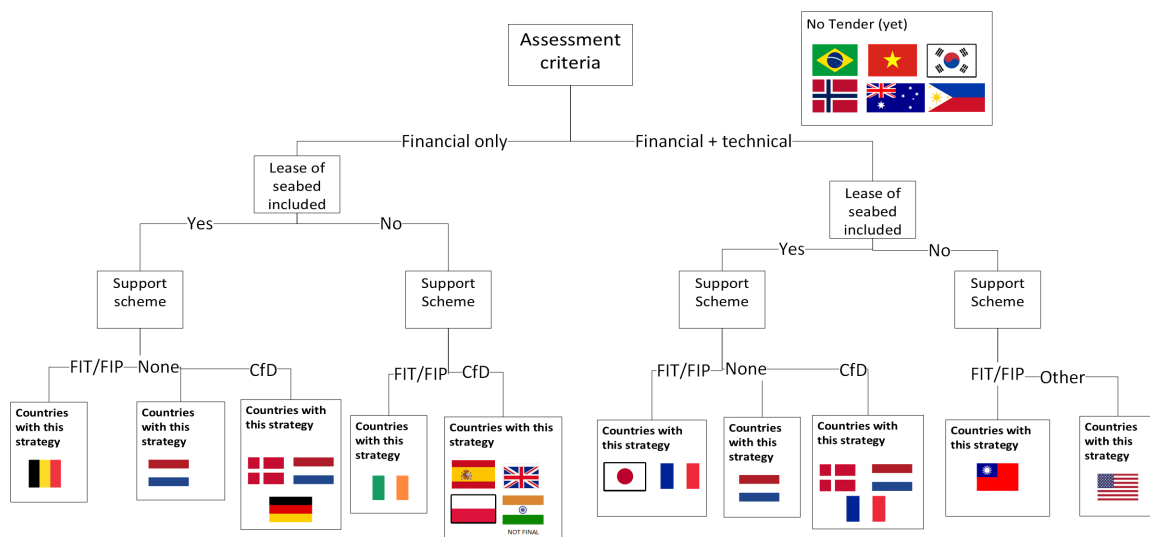 Assessment
criteria
No Tender (yet)
Financial only
Financial + technical
Lease of
seabed
included
Lease of
seabed
included
Yes
No
Yes
No
Support
scheme
Support
Scheme
Support
Scheme
Support
Scheme
FIT/FIP
None
CfD
FIT/FIP
CfD
FIT/FIP
None
CfD
FIT/FIP
Other
Countries
with this
strategy
Countries
with this
strategy
Countries with
this strategy
Countries
with this
strategy
Countries with this
strategy
NOT FINAL
Countries with
this strategy
Countries
with this
strategy
Countries with
this strategy
Countries with
this strategy
Countries
with this
strategy